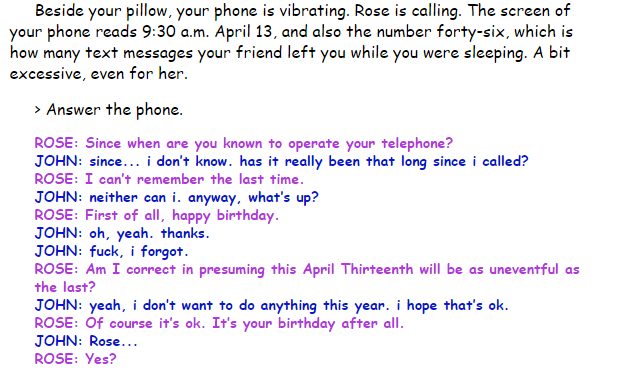 Beside your pillow, your phone is vibrating. Rose is calling. The screen of
your phone reads 9:30 a.m. April 13, and also the number forty-six, which is
how many text messages your friend left you while you were sleeping. A bit
excessive, even for her.
> Answer the phone.
ROSE: Since when are you known to operate your telephone?
JOHN: since... i don't know. has it really been that long since i called?
ROSE: I can't remember the last time.
JOHN: neither can i. anyway, what's up?
ROSE: First of all, happy birthday.
JOHN: oh, yeah. thanks.
JOHN: fuck, i forgot.
ROSE: Am I correct in presuming this April Thirteenth will be as uneventful as
the last?
JOHN: yeah, i don't want to do anything this year. i hope that's ok.
ROSE: Of course it's ok. It's your birthday after all.
JOHN: Rose...
ROSE: Yes?